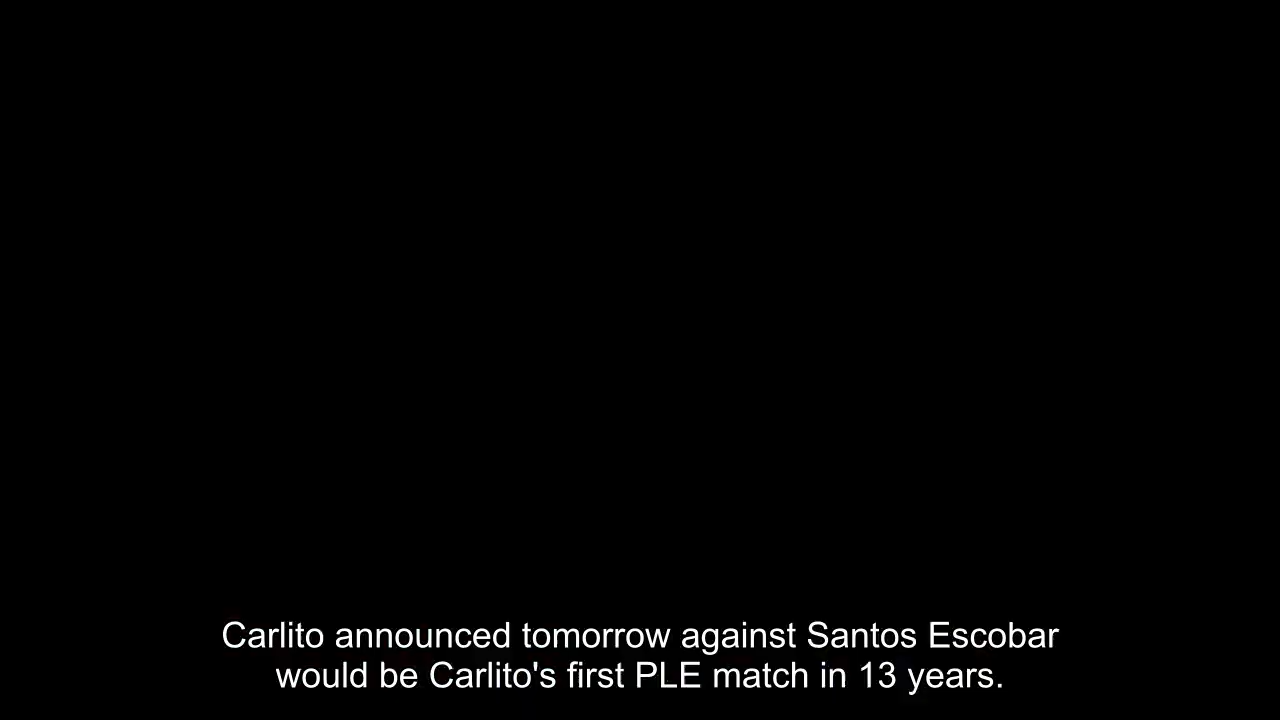 Carlito announced tomorrow against Santos Escobar
would be Carlito's first PLE match in 13 years.